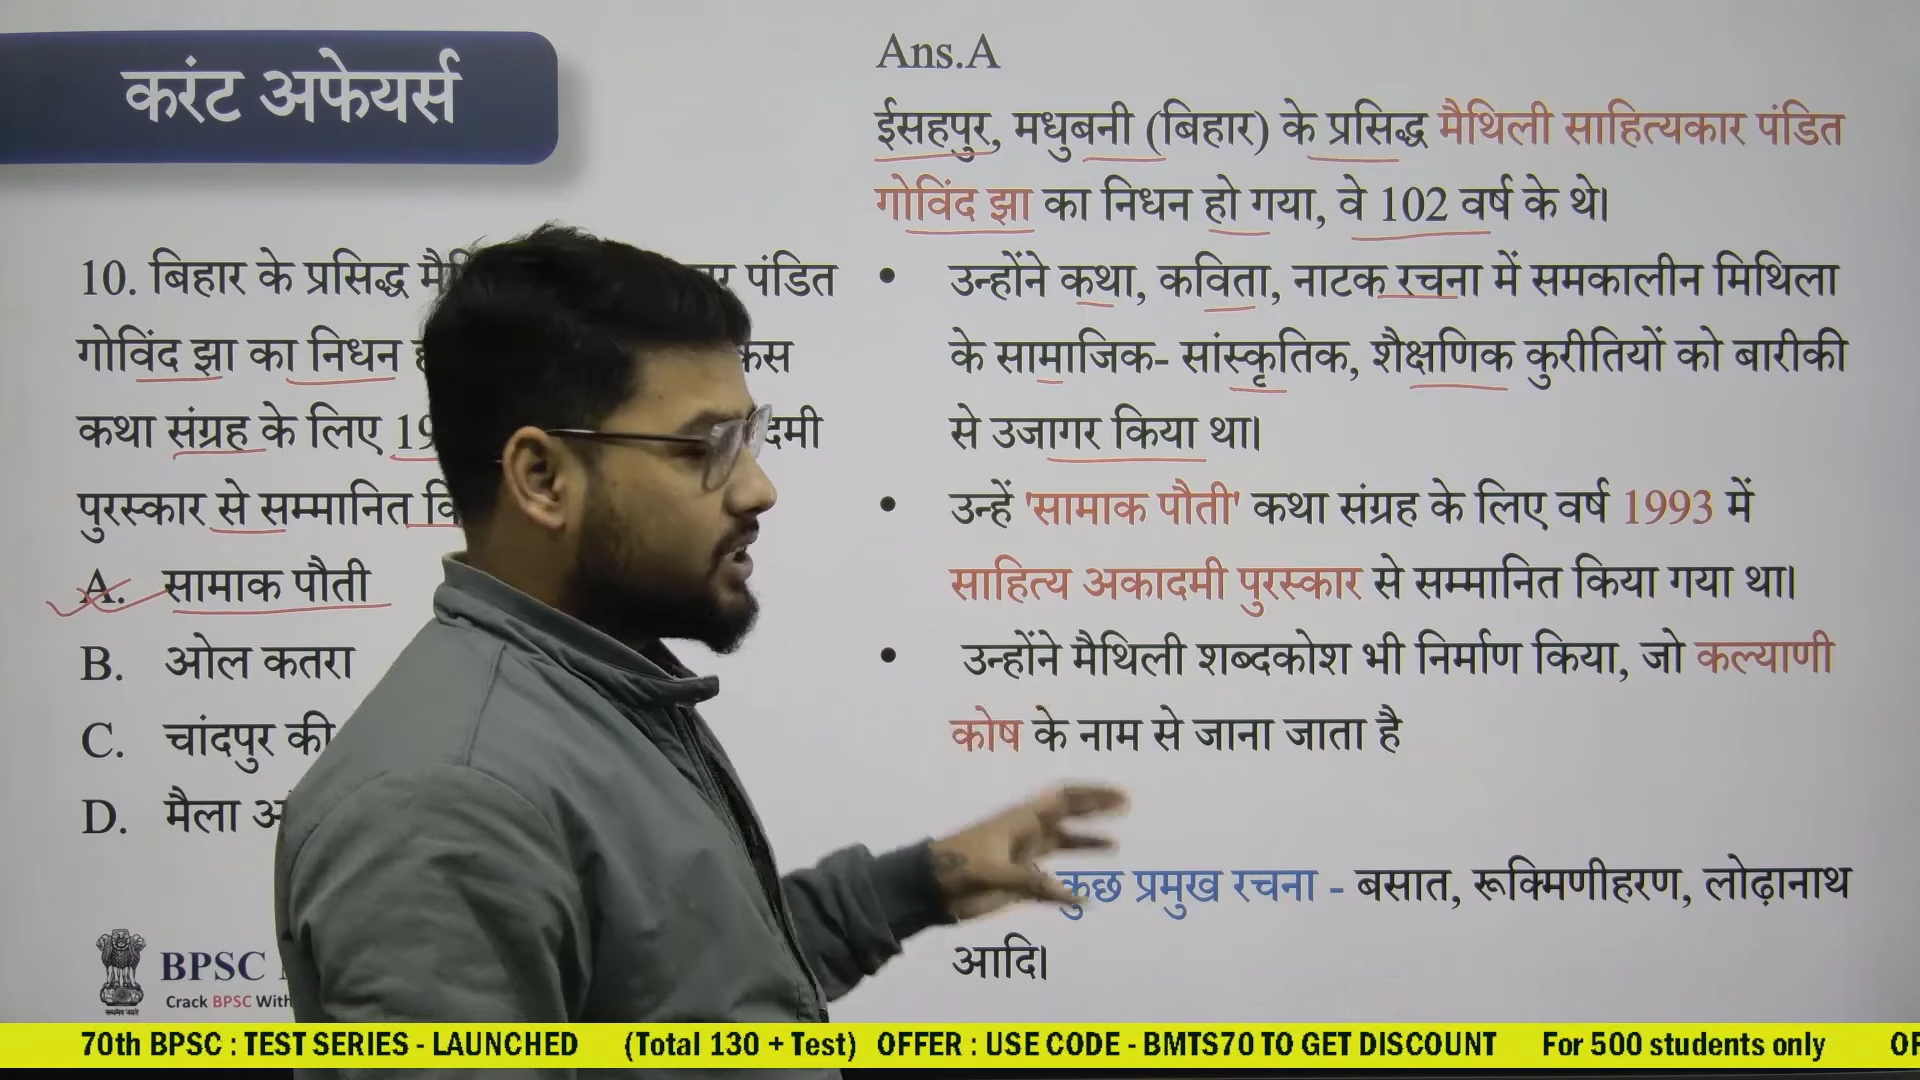 करंट अफेयर्स
10. बिहार के प्रसिद्ध पंडित
गोविंद झा का निधन
कथा संग्रह के लिए
पुरस्कार से सम्मानित
A. सामाक पौती
B. ओल कतरा
C. चांदपुर की
D. मैला
Ans.A
ईसहपुर, मधुबनी (बिहार) के प्रसिद्ध मैथिली साहित्यकार पंडित
गोविंद झा का निधन हो गया, वे 102 वर्ष के थे।
• उन्होंने कथा, कविता, नाटक रचना में समकालीन मिथिला
के सामाजिक- सांस्कृतिक, शैक्षणिक कुरीतियों को बारीकी
से उजागर किया था।
• उन्हें 'सामाक पौती' कथा संग्रह के लिए वर्ष 1993 में
साहित्य अकादमी पुरस्कार से सम्मानित किया गया था।
• उन्होंने मैथिली शब्दकोश भी निर्माण किया, जो कल्याणी
कोष के नाम से जाना जाता है
कुछ प्रमुख रचना - बसात, रूक्मिणीहरण, लोढ़ानाथ
आदि।
BPSC
Crack BPSC With
70th BPSC : TEST SERIES - LAUNCHED (Total 130 + Test) OFFER : USE CODE - BMTS70 TO GET DISCOUNT For 500 students only